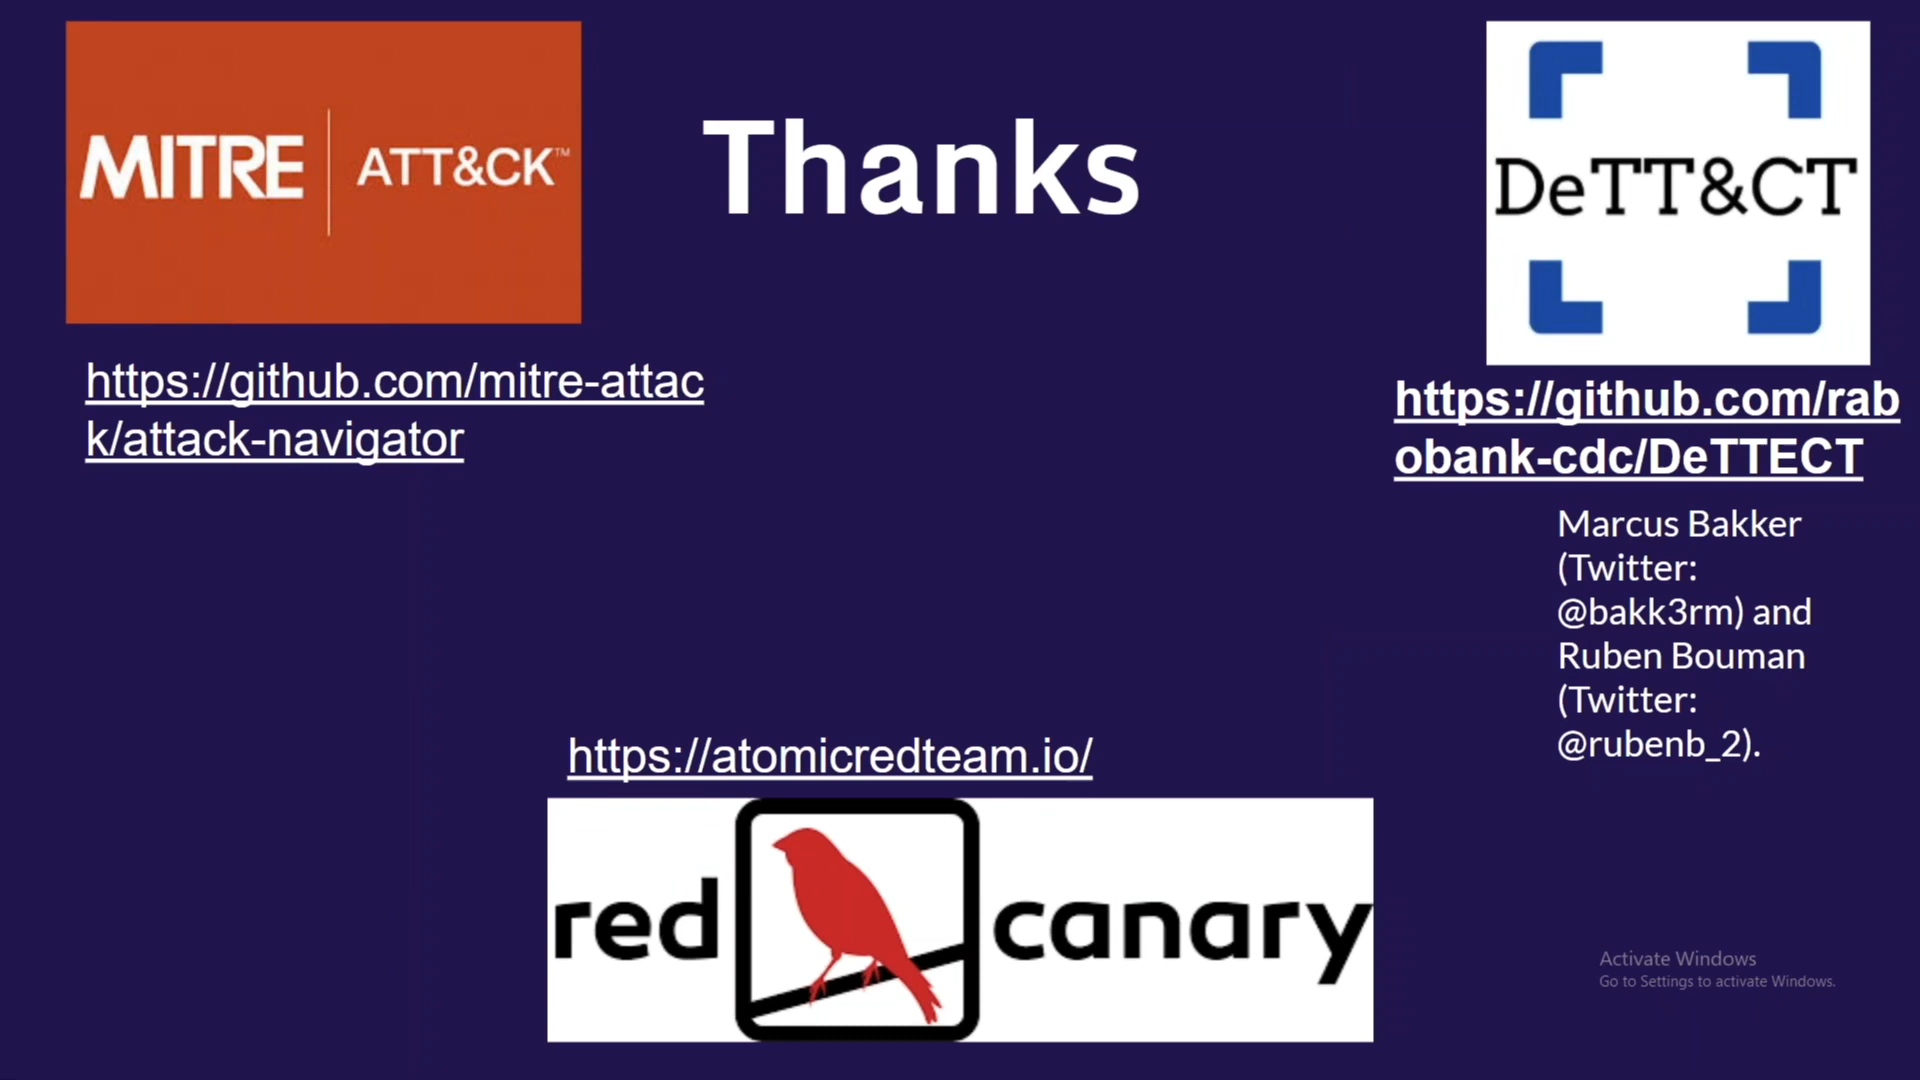 MITRE | ATT&CK™
Thanks
DeTT&CT
https://github.com/mitre-attac
k/attack-navigator
https://github.com/rab
obank-cdc/DeTTECT
Marcus Bakker
(Twitter:
@bakk3rm) and
Ruben Bouman
(Twitter:
@rubenb_2).
https://atomicredteam.io/
red canary
Activate Windows
Go to Settings to activate Windows.